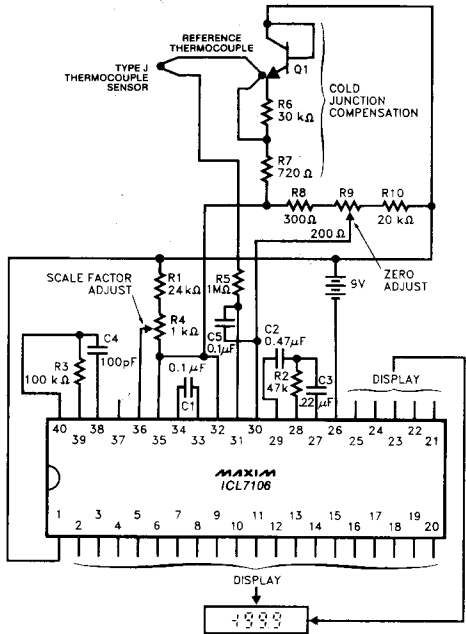 REFERENCE
THERMOCOUPLE
TYPE J
THERMOCOUPLE
SENSOR
Q1
COLD
JUNCTION
COMPENSATION
R6
30 kΩ
R7
720 Ω
R8
300Ω
R9
200Ω
R10
20 kΩ
ZERO
ADJUST
SCALE FACTOR
ADJUST
R1
24 kΩ
R4
1 kΩ
R5
1MΩ
9V
C4
100pF
R3
100 kΩ
0.1 µF
C1
C5
0.1µF
C2
0.47µF
R2
47k
C3
.22 µF
DISPLAY
40 39 38 37 36 35 34 33 32 31 30 29 28 27 26 25 24 23 22 21
MAXIM
ICL7106
1 2 3 4 5 6 7 8 9 10 11 12 13 14 15 16 17 18 19 20
DISPLAY
-1999